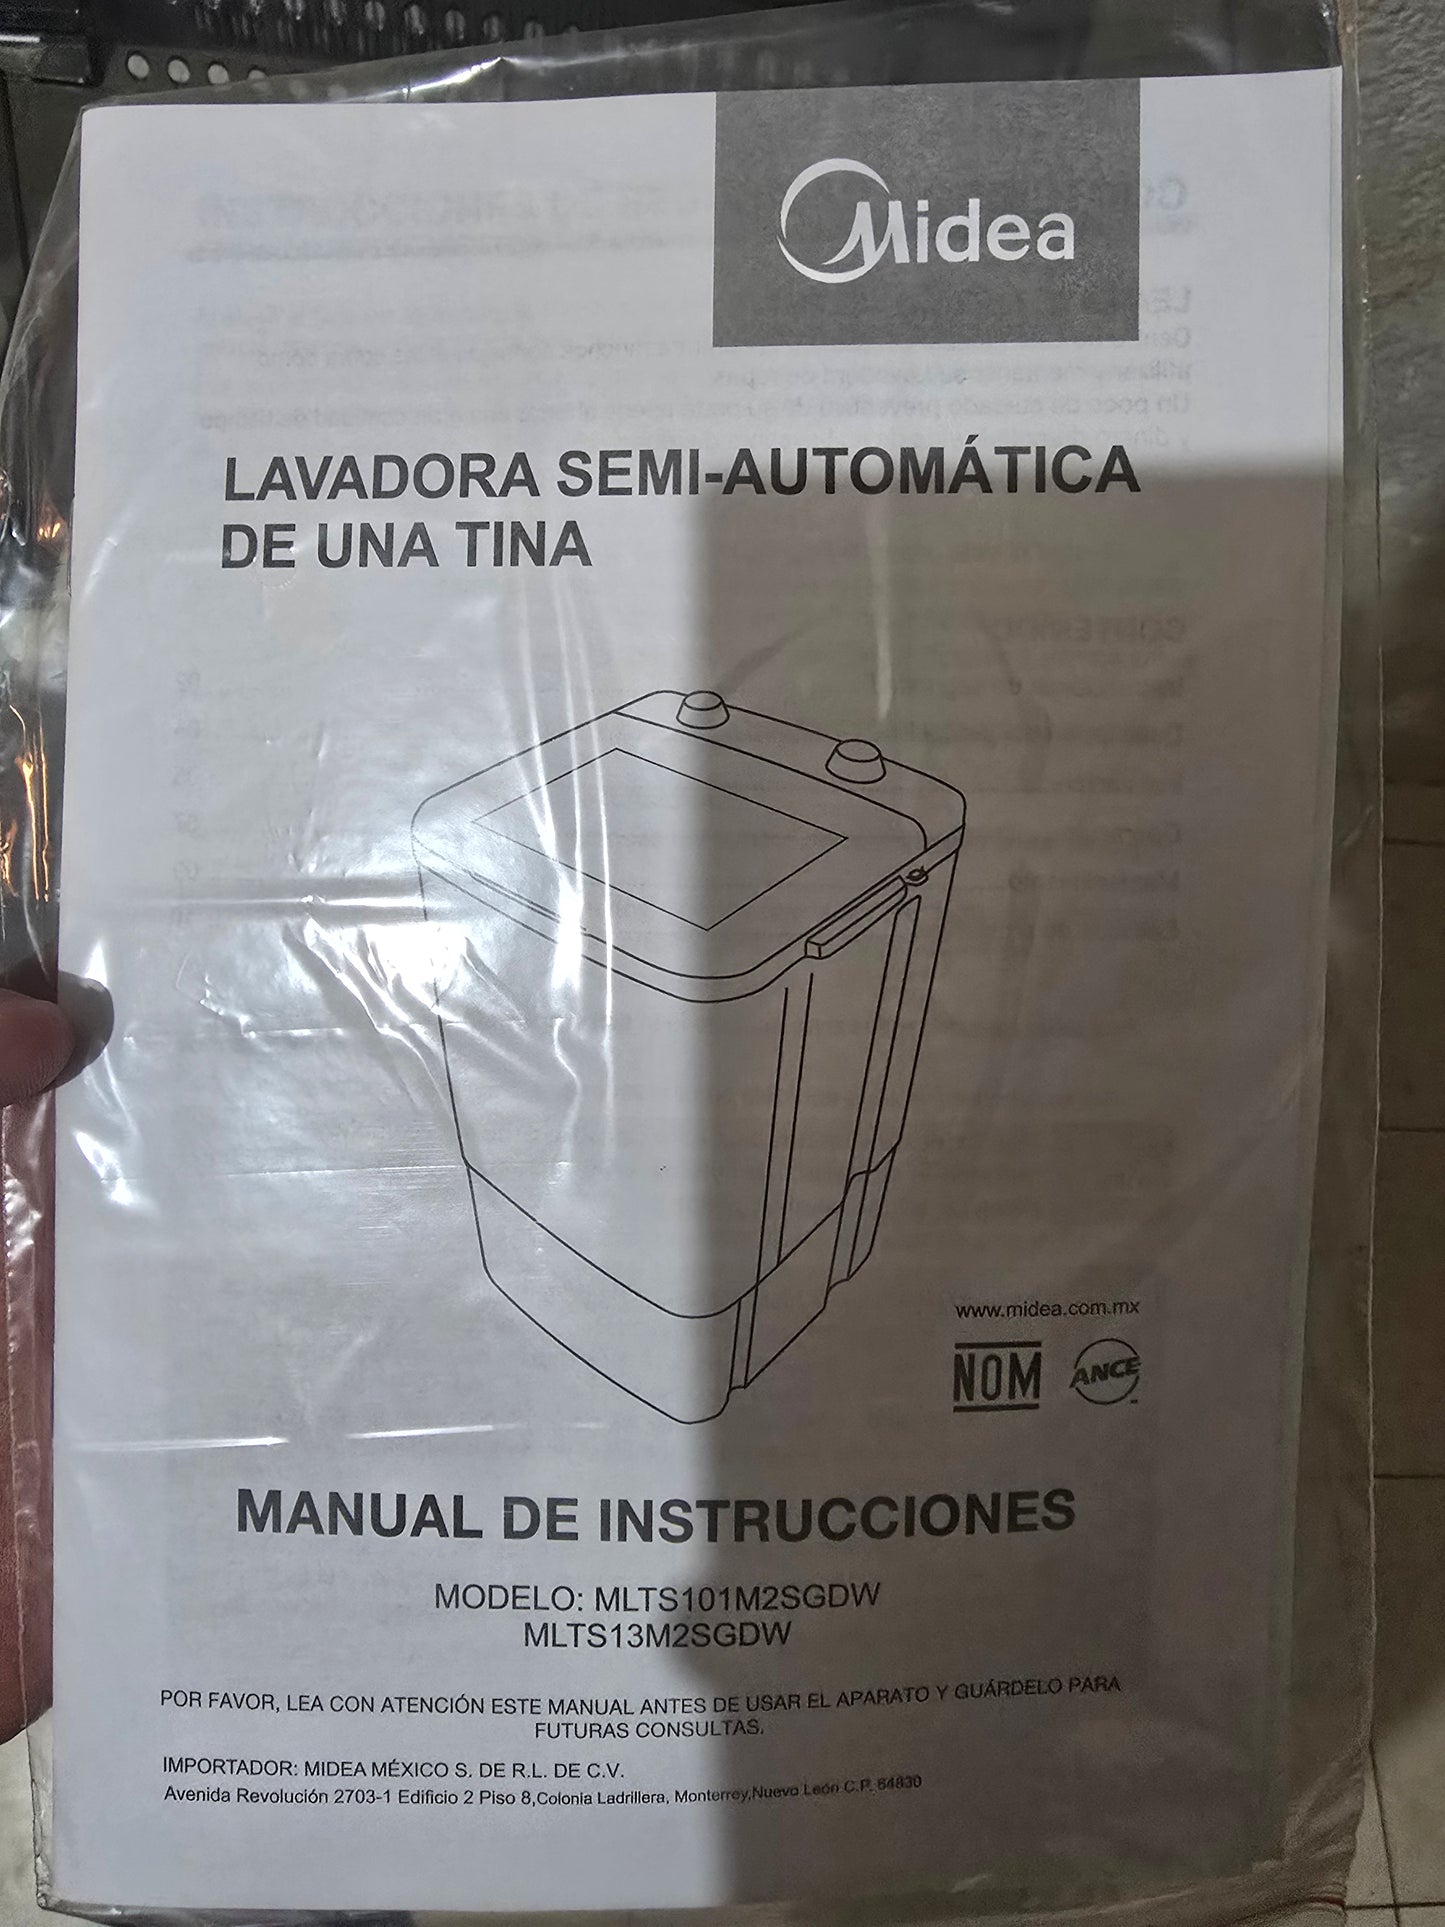 Midea
LAVADORA SEMI-AUTOMÁTICA
DE UNA TINA
www.midea.com.mx
NOM ANCE
MANUAL DE INSTRUCCIONES
MODELO: MLTS101M2SGDW
MLTS13M2SGDW
POR FAVOR, LEA CON ATENCIÓN ESTE MANUAL ANTES DE USAR EL APARATO Y GUÁRDELO PARA
FUTURAS CONSULTAS.
IMPORTADOR: MIDEA MÉXICO S. DE R.L. DE C.V.
Avenida Revolución 2703-1 Edificio 2 Piso 8,Colonia Ladrillera, Monterrey,Nuevo León C.P. 64830